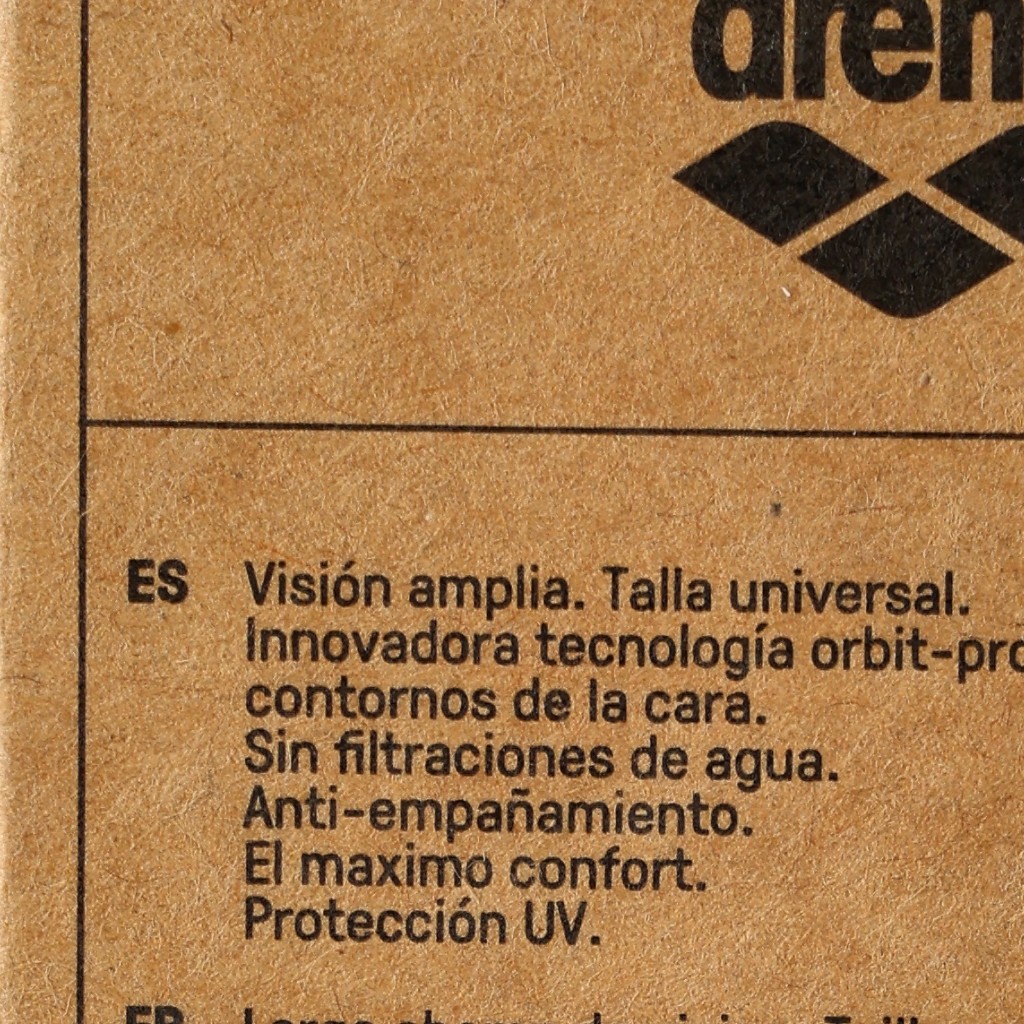 aren
ES Visión amplia. Talla universal.
Innovadora tecnología orbit-pro
contornos de la cara.
Sin filtraciones de agua.
Anti-empañamiento.
El maximo confort.
Protección UV.